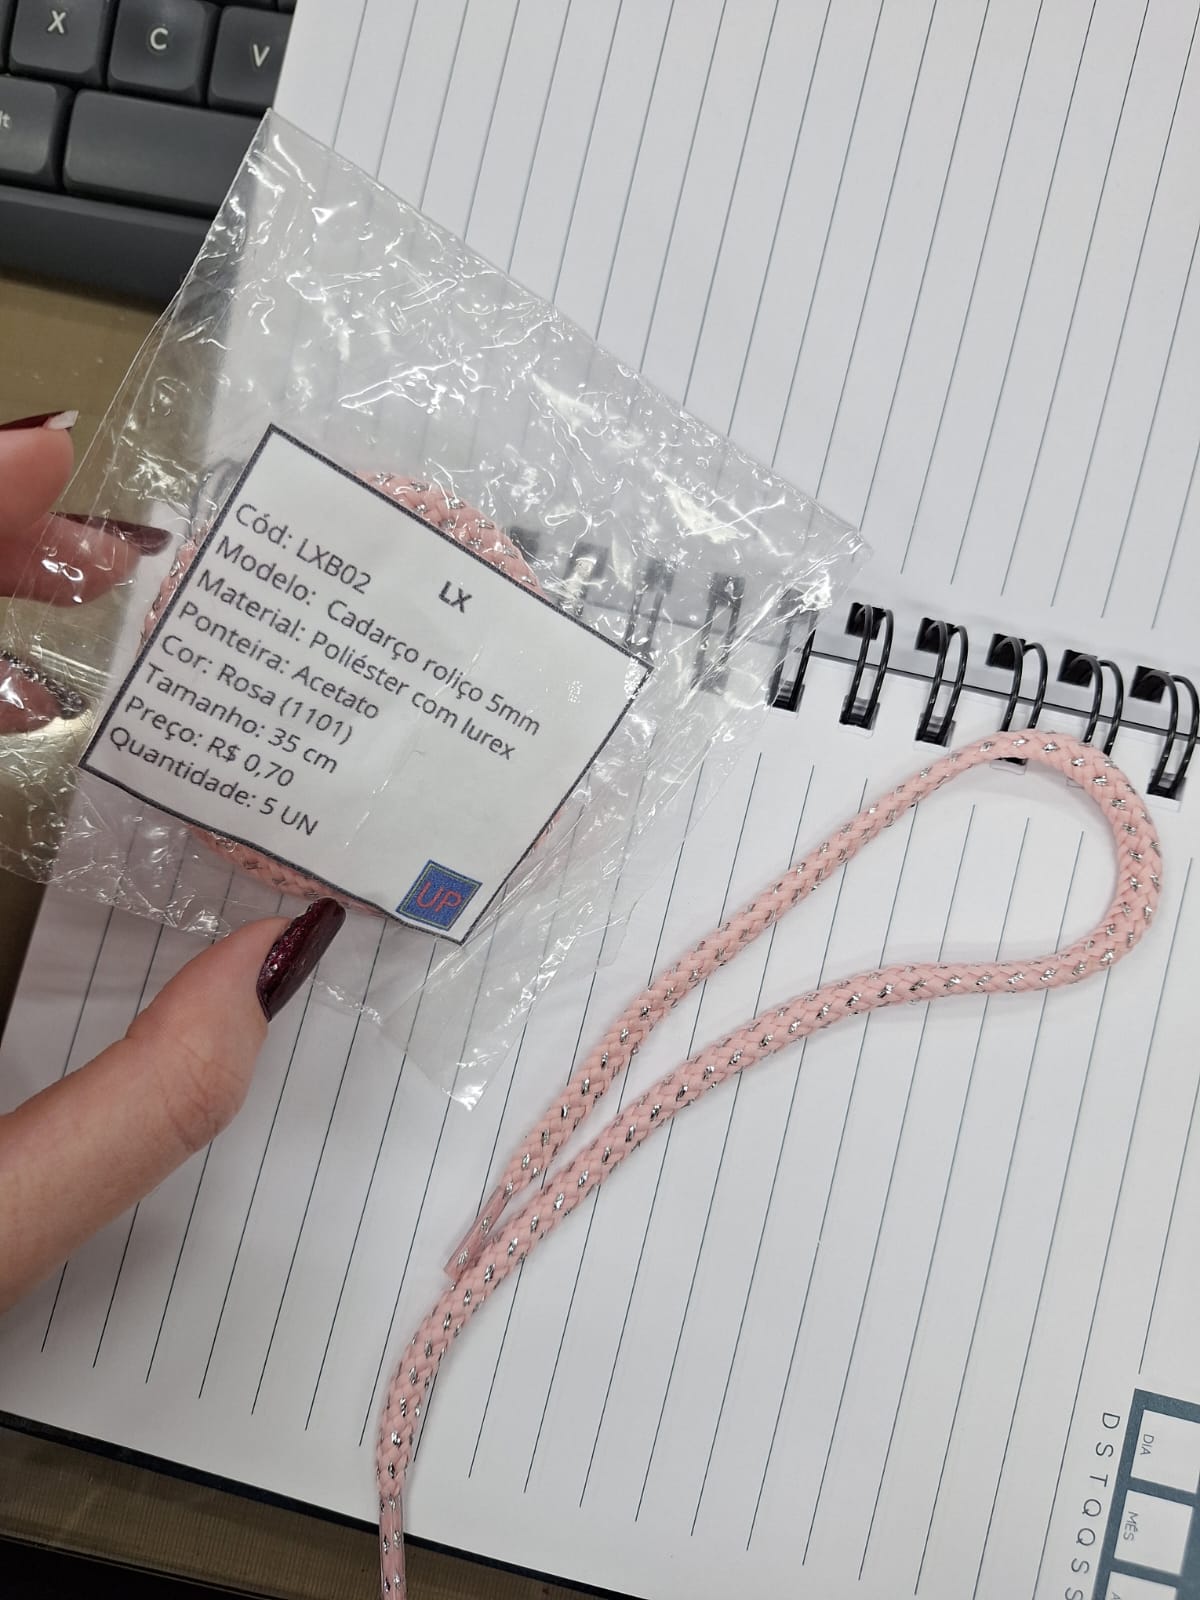 X C V
lt
LX
Cód: LXB02
Modelo: Cadarço roliço 5mm
Material: Poliéster com lurex
Ponteira: Acetato
Cor: Rosa (1101)
Tamanho: 35 cm
Preço: R$ 0,70
Quantidade: 5 UN
UP
DIA
MÊS
A
D S T Q Q S S